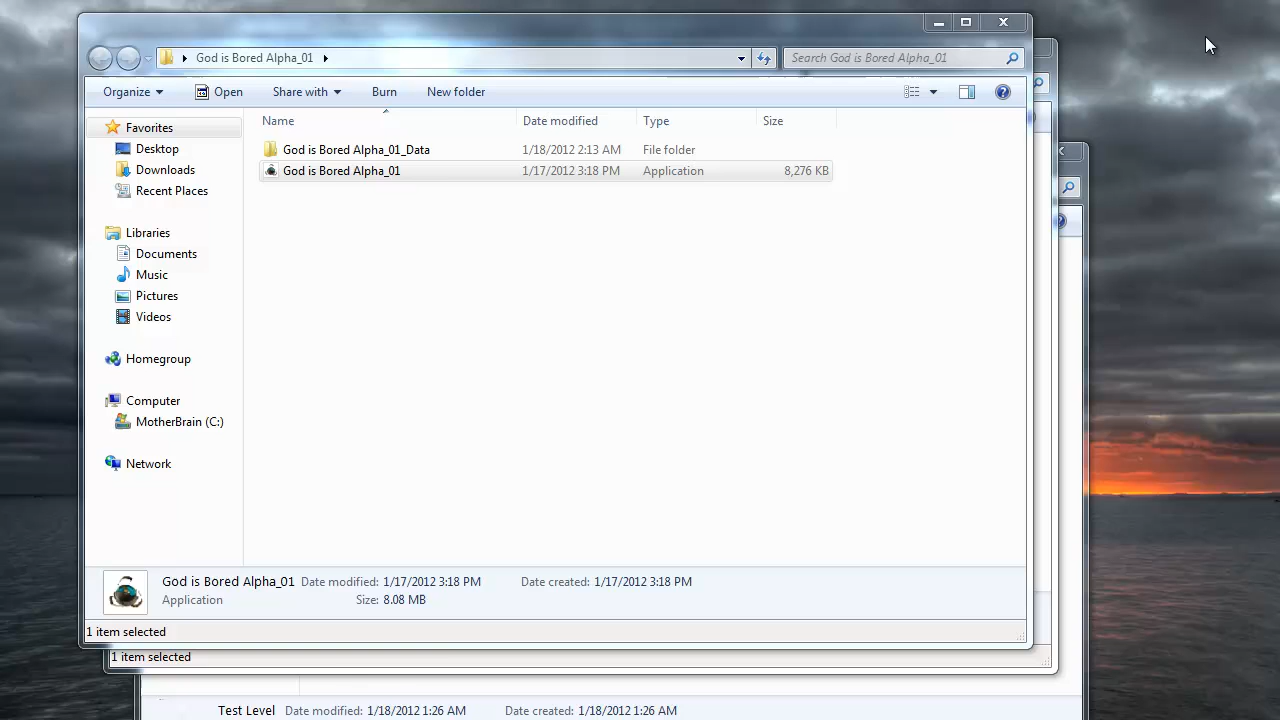 God is Bored Alpha_01
Search God is Bored Alpha_01
Organize Open Share with Burn New folder
Name Date modified Type Size
Favorites
Desktop
Downloads
Recent Places
Libraries
Documents
Music
Pictures
Videos
Homegroup
Computer
MotherBrain (C:)
Network
God is Bored Alpha_01_Data 1/18/2012 2:13 AM File folder
God is Bored Alpha_01 1/17/2012 3:18 PM Application 8,276 KB
God is Bored Alpha_01 Date modified: 1/17/2012 3:18 PM Date created: 1/17/2012 3:18 PM
Application Size: 8.08 MB
1 item selected
1 item selected
Test Level Date modified: 1/18/2012 1:26 AM Date created: 1/18/2012 1:26 AM